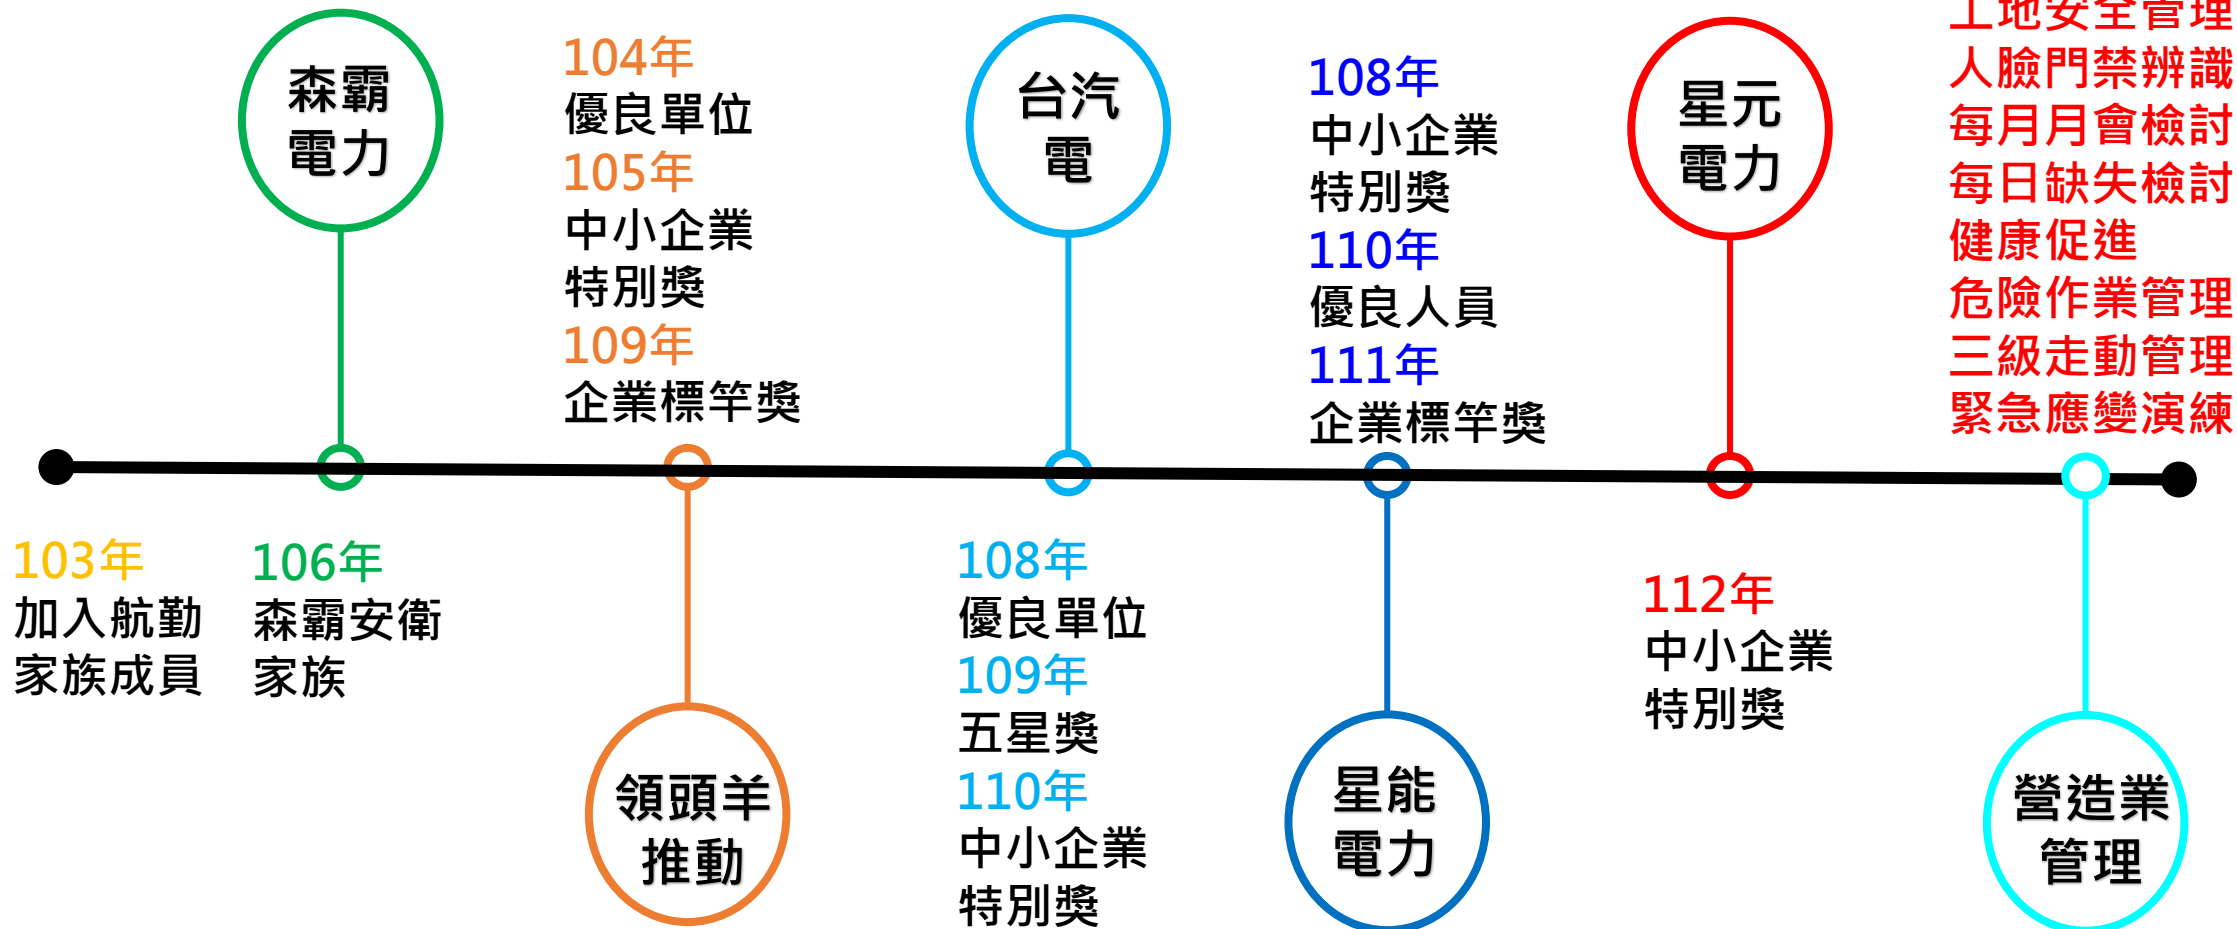 103年
加入航勤
家族成員
森霸
電力
106年
森霸安衛
家族
104年
優良單位
105年
中小企業
特別獎
109年
企業標竿獎
領頭羊
推動
台汽
電
108年
優良單位
109年
五星獎
110年
中小企業
特別獎
108年
中小企業
特別獎
110年
優良人員
111年
企業標竿獎
星能
電力
星元
電力
112年
中小企業
特別獎
工地安全管理
人臉門禁辨識
每月月會檢討
每日缺失檢討
健康促進
危險作業管理
三級走動管理
緊急應變演練
營造業
管理